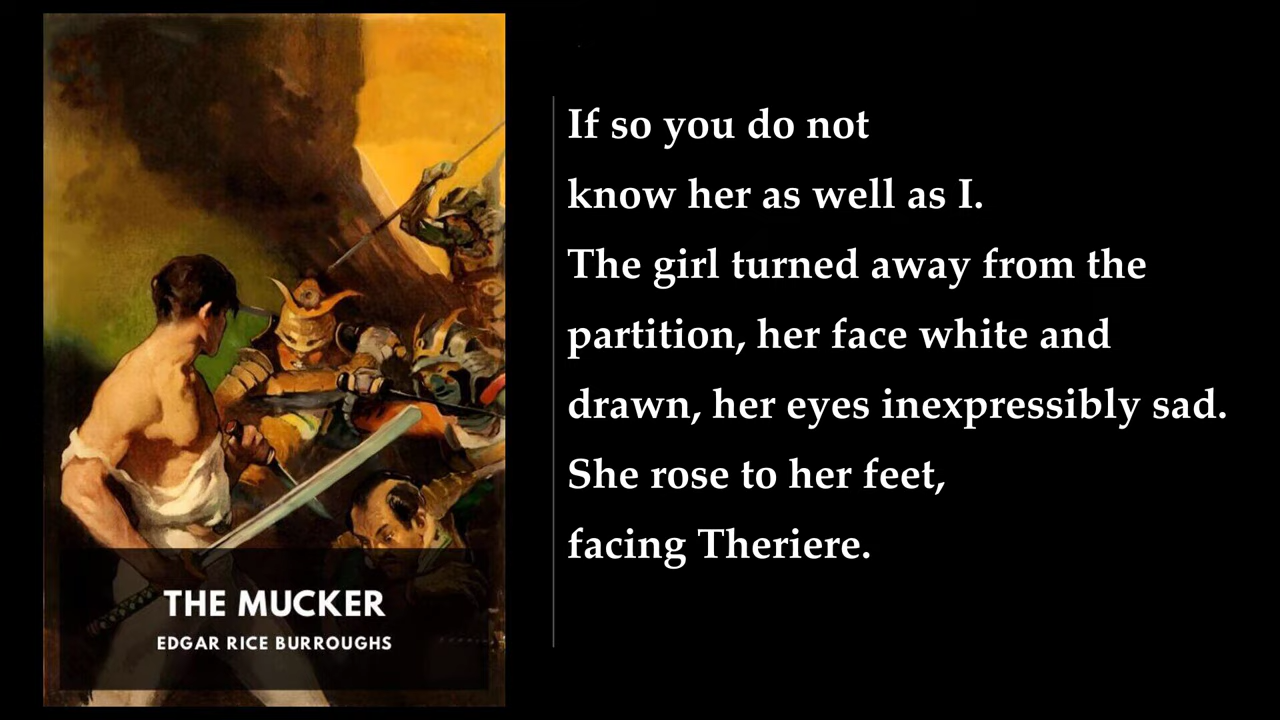 If so you do not
know her as well as I.
The girl turned away from the
partition, her face white and
drawn, her eyes inexpressibly sad.
She rose to her feet,
facing Theriere.
THE MUCKER
EDGAR RICE BURROUGHS